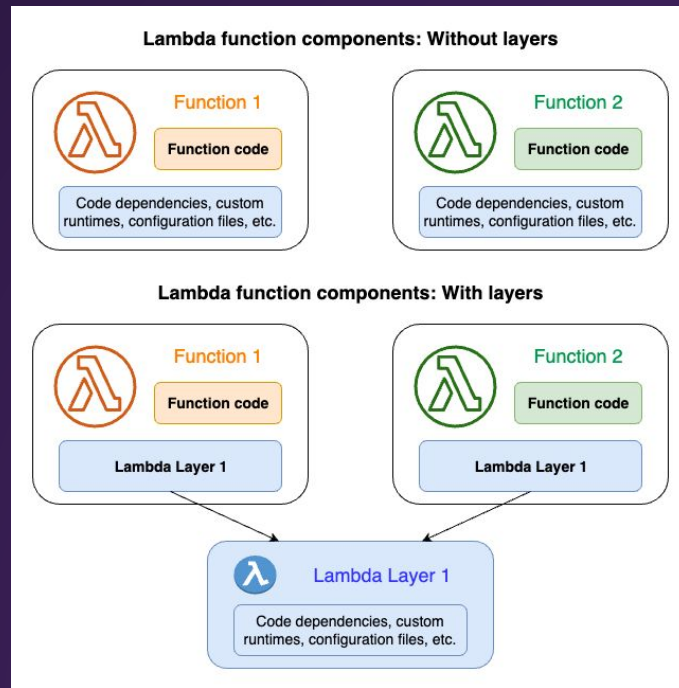 Lambda function components: Without layers
Function 1
Function code
Code dependencies, custom
runtimes, configuration files, etc.
Function 2
Function code
Code dependencies, custom
runtimes, configuration files, etc.
Lambda function components: With layers
Function 1
Function code
Lambda Layer 1
Function 2
Function code
Lambda Layer 1
Lambda Layer 1
Code dependencies, custom
runtimes, configuration files, etc.